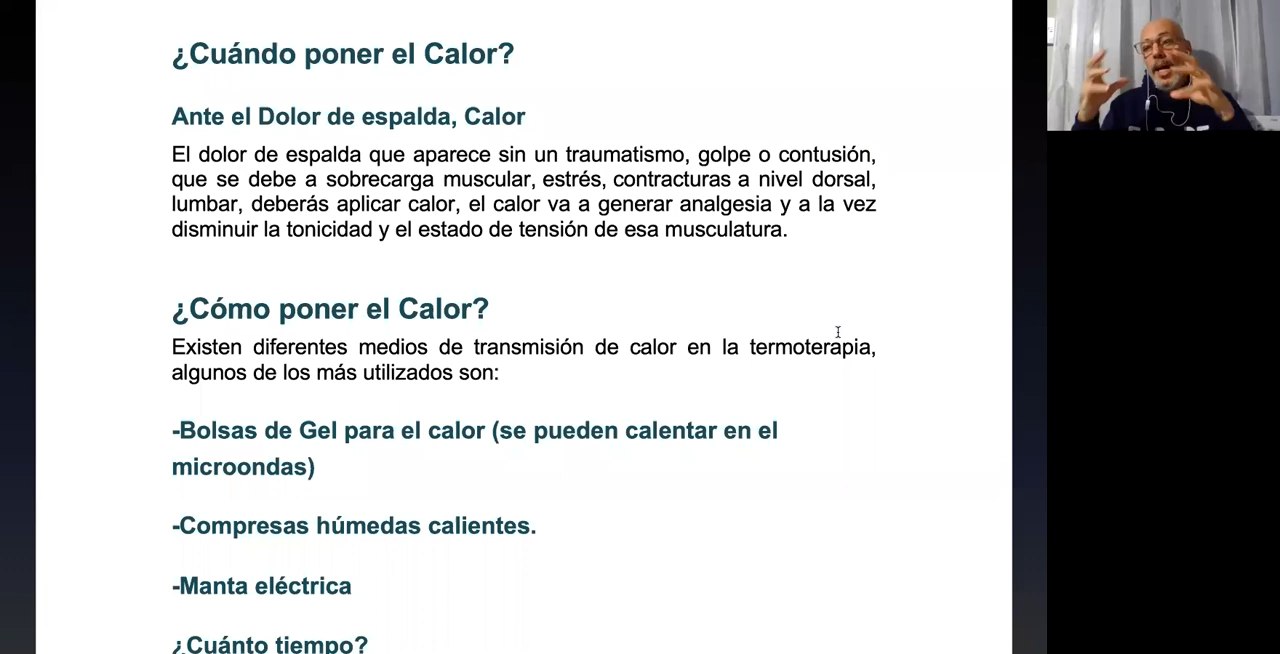 ¿Cuándo poner el Calor?
Ante el Dolor de espalda, Calor
El dolor de espalda que aparece sin un traumatismo, golpe o contusión,
que se debe a sobrecarga muscular, estrés, contracturas a nivel dorsal,
lumbar, deberás aplicar calor, el calor va a generar analgesia y a la vez
disminuir la tonicidad y el estado de tensión de esa musculatura.
¿Cómo poner el Calor?
Existen diferentes medios de transmisión de calor en la termoterapia,
algunos de los más utilizados son:
-Bolsas de Gel para el calor (se pueden calentar en el
microondas)
-Compresas húmedas calientes.
-Manta eléctrica
¿Cuánto tiempo?